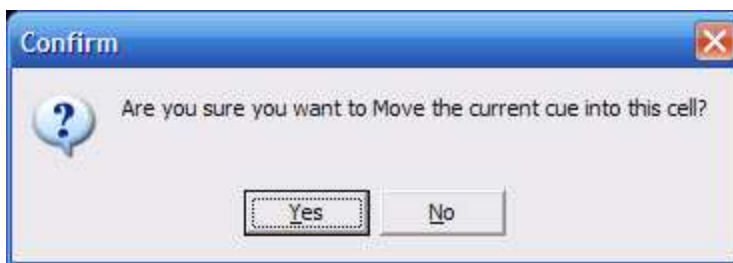 Confirm
Are you sure you want to Move the current cue into this cell?
Yes
No